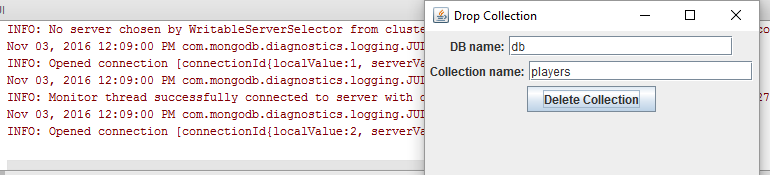 INFO: No server chosen by WritableServerSelector from cluste
Nov 03, 2016 12:09:00 PM com.mongodb.diagnostics.logging.JUL
INFO: Opened connection [connectionId{localValue:1, serverVa
Nov 03, 2016 12:09:00 PM com.mongodb.diagnostics.logging.JUL
INFO: Monitor thread successfully connected to server with d
Nov 03, 2016 12:09:00 PM com.mongodb.diagnostics.logging.JUL
INFO: Opened connection [connectionId{localValue:2, serverVa
Drop Collection
DB name: db
Collection name: players
Delete Collection